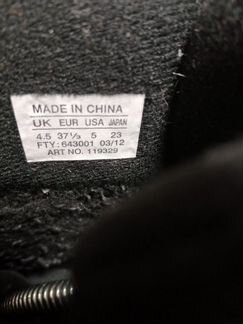 MADE IN CHINA
UK EUR USA JAPAN
4.5 37⅓ 5 23
FTY: 643001 03/12
ART NO. 119329